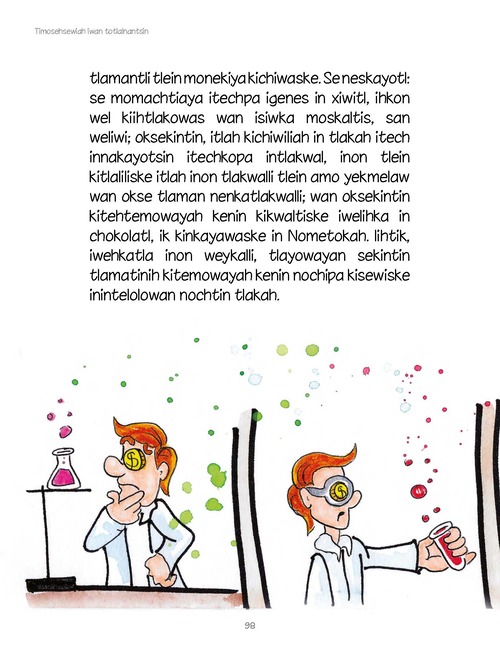 Timosehsewiah iwan totlalnantsin
tlamantli tlein monekiya kichiwaske. Se neskayotl:
se momachtiaya itechpa igenes in xiwitl, ihkon
wel kiihtlakowas wan isiwka moskaltis, san
weliwi; oksekintin, itlah kichiwiliah in tlakah itech
innakayotsin itechkopa intlakwal, inon tlein
kitlaliliske itlah inon tlakwalli tlein amo yekmelaw
wan okse tlaman nenkatlakwalli; wan oksekintin
kitehtemowayah kenin kikwaltiske iwelihka in
chokolatl, ik kinkayawaske in Nometokah. Iihtik,
iwehkatla inon weykalli, tlayowayan sekintin
tlamatinih kitemowayah kenin nochipa kisewiske
inintelolowan nochtin tlakah.
$
$
98